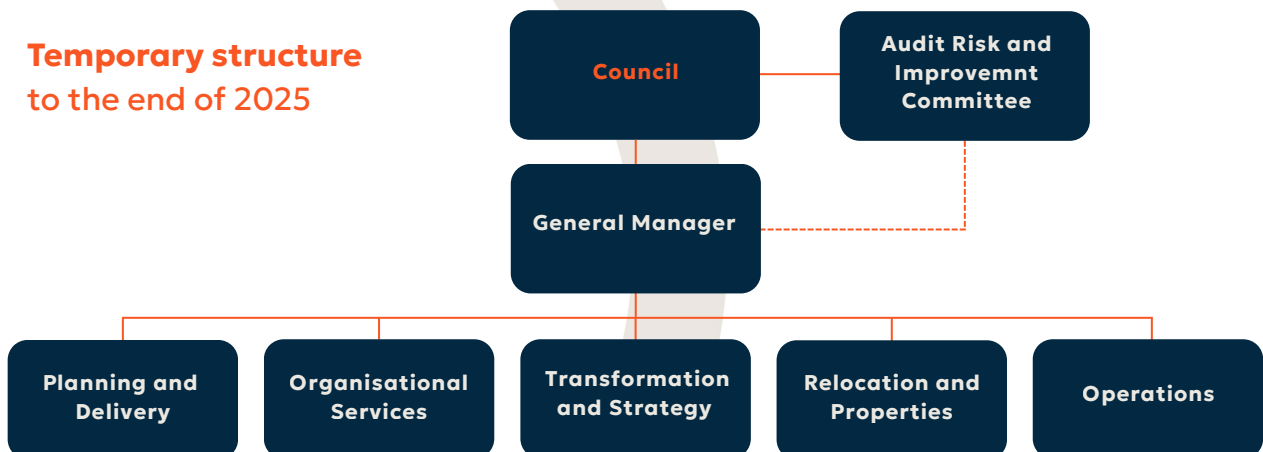 Temporary structure
to the end of 2025
Council
Audit Risk and
Improvemnt
Committee
General Manager
Planning and
Delivery
Organisational
Services
Transformation
and Strategy
Relocation and
Properties
Operations